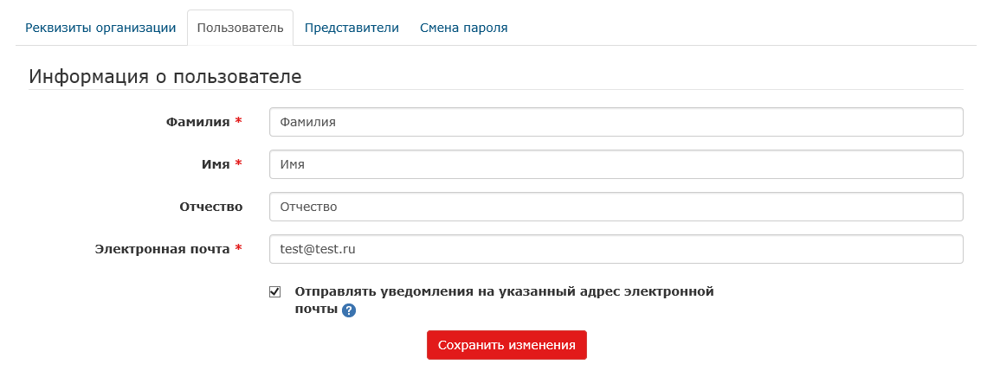 Реквизиты организации Пользователь Представители Смена пароля
Информация о пользователе
Фамилия * Фамилия
Имя * Имя
Отчество Отчество
Электронная почта * test@test.ru
Отправлять уведомления на указанный адрес электронной
почты ?
Сохранить изменения